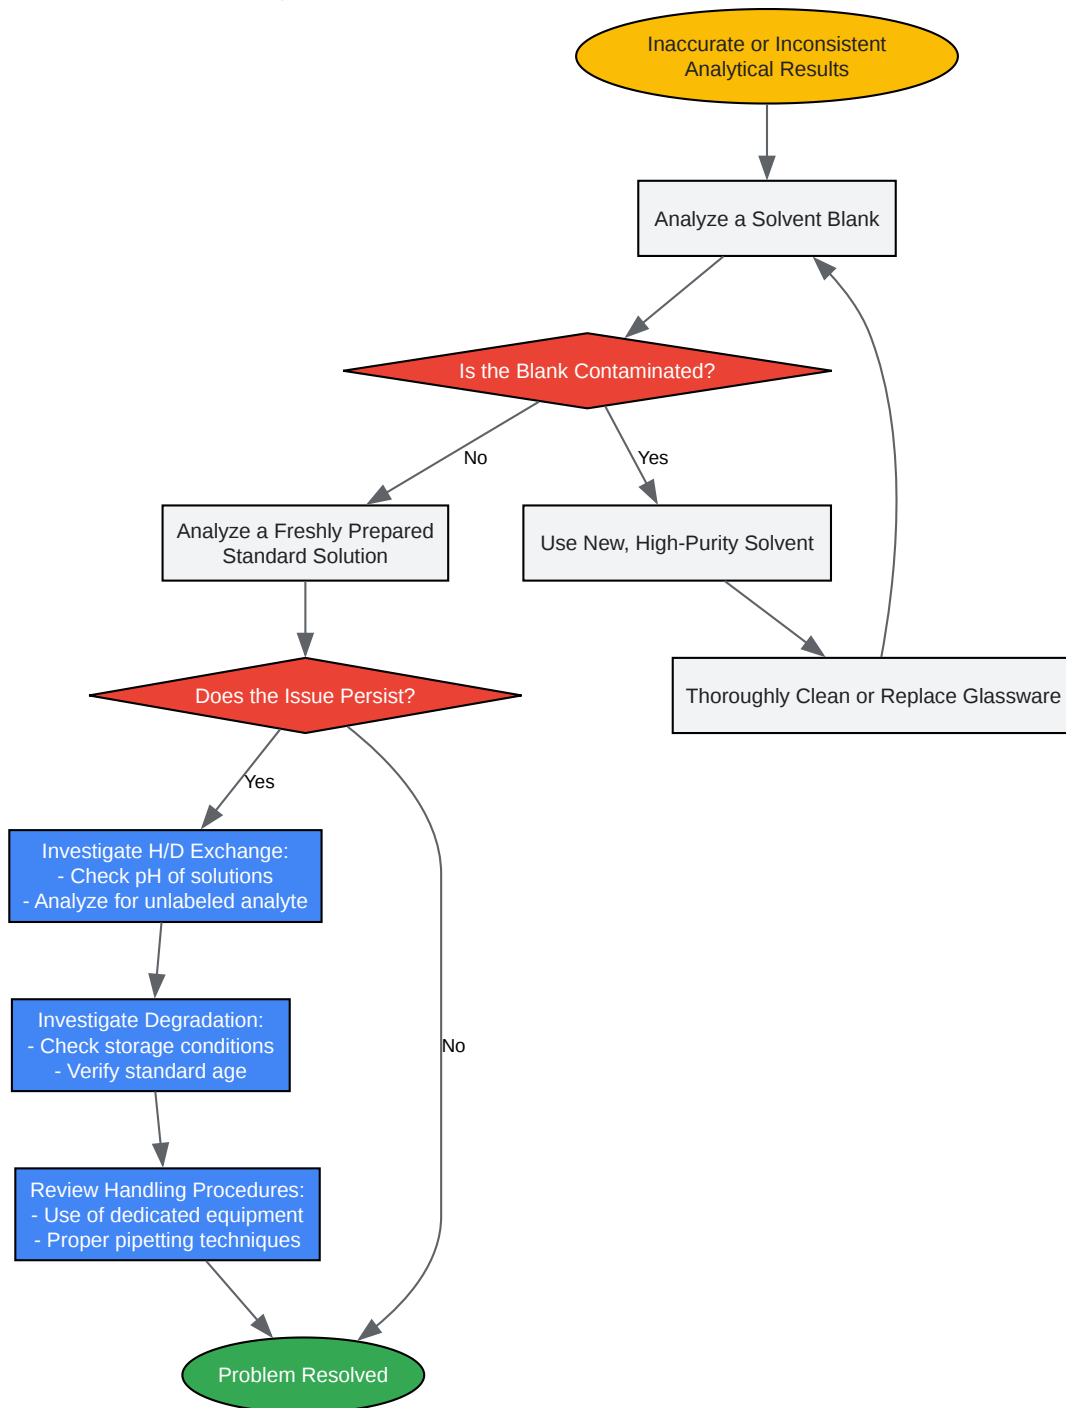 Inaccurate or Inconsistent
Analytical Results
Analyze a Solvent Blank
Is the Blank Contaminated?
No
Yes
Analyze a Freshly Prepared
Standard Solution
Use New, High-Purity Solvent
Does the Issue Persist?
Thoroughly Clean or Replace Glassware
Yes
Investigate H/D Exchange:
- Check pH of solutions
- Analyze for unlabeled analyte
Investigate Degradation:
- Check storage conditions
- Verify standard age
No
Review Handling Procedures:
- Use of dedicated equipment
- Proper pipetting techniques
Problem Resolved